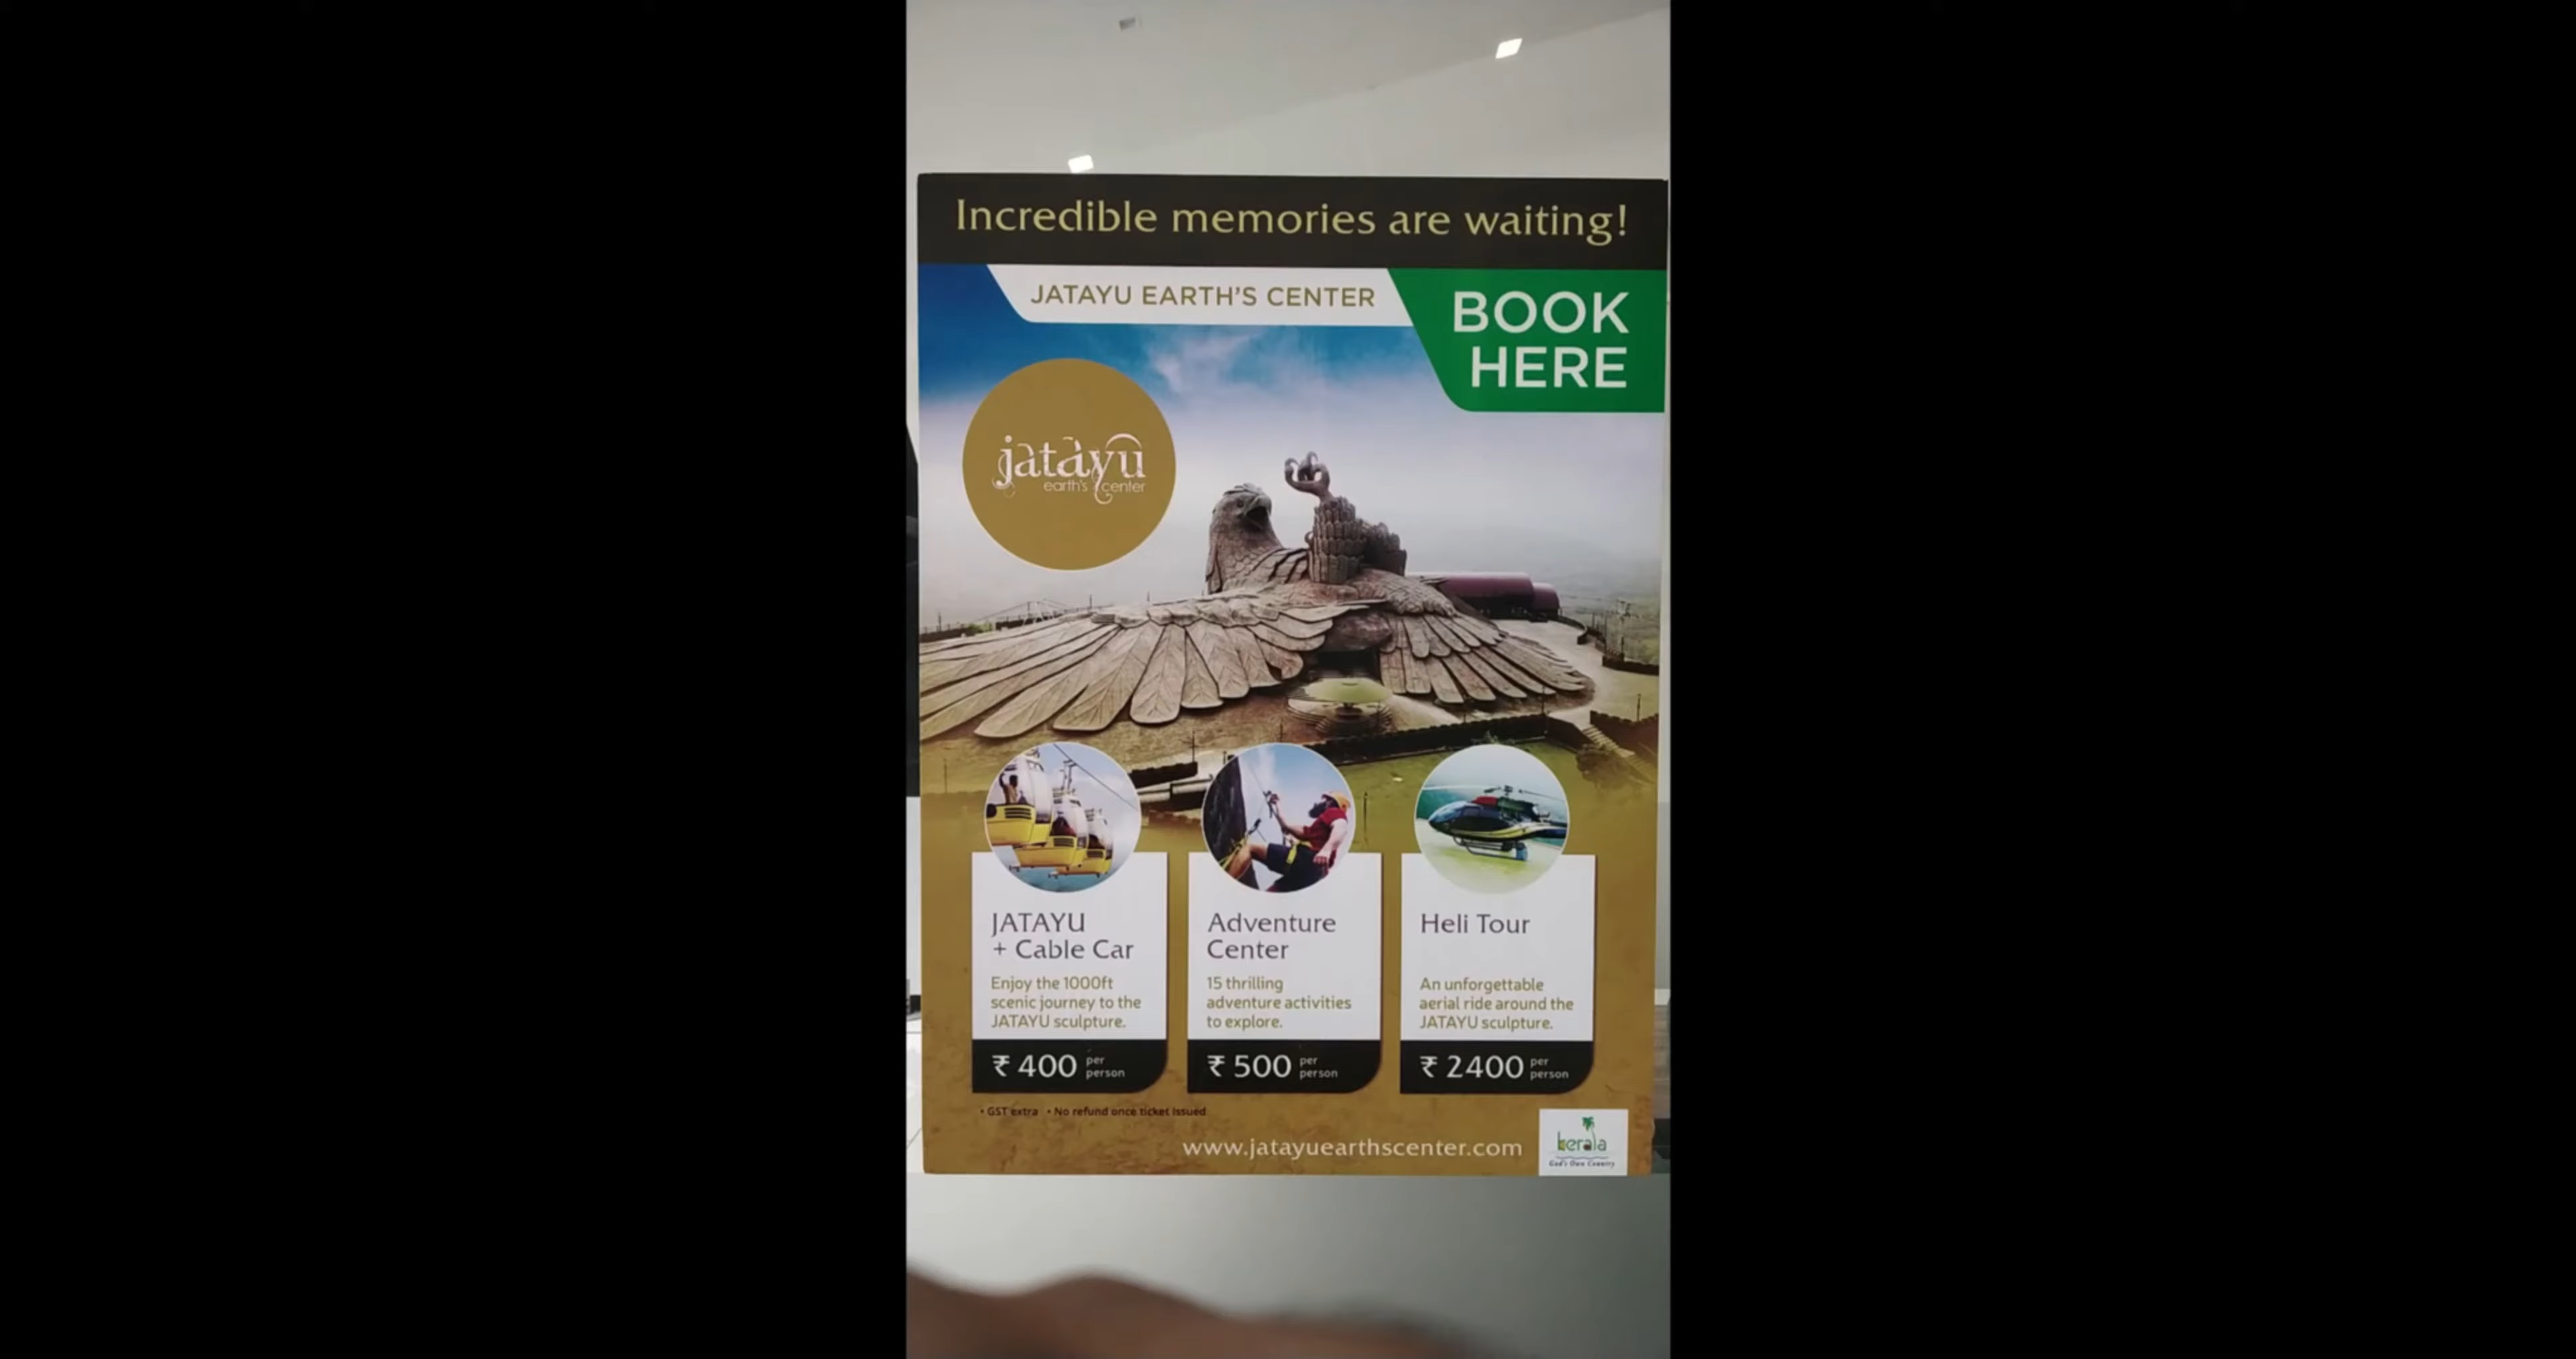 Incredible memories are waiting!
JATAYU EARTH'S CENTER
BOOK
HERE
jatayu
earth's center
JATAYU
+ Cable Car
Enjoy the 1000ft
scenic journey to the
JATAYU sculpture.
₹ 400 per
person
Adventure
Center
15 thrilling
adventure activities
to explore.
₹ 500 per
person
Heli Tour
An unforgettable
aerial ride around the
JATAYU sculpture.
₹ 2400 per
person
• GST extra • No refund once ticket issued
www.jatayuearthscenter.com
kerala
God's Own Country